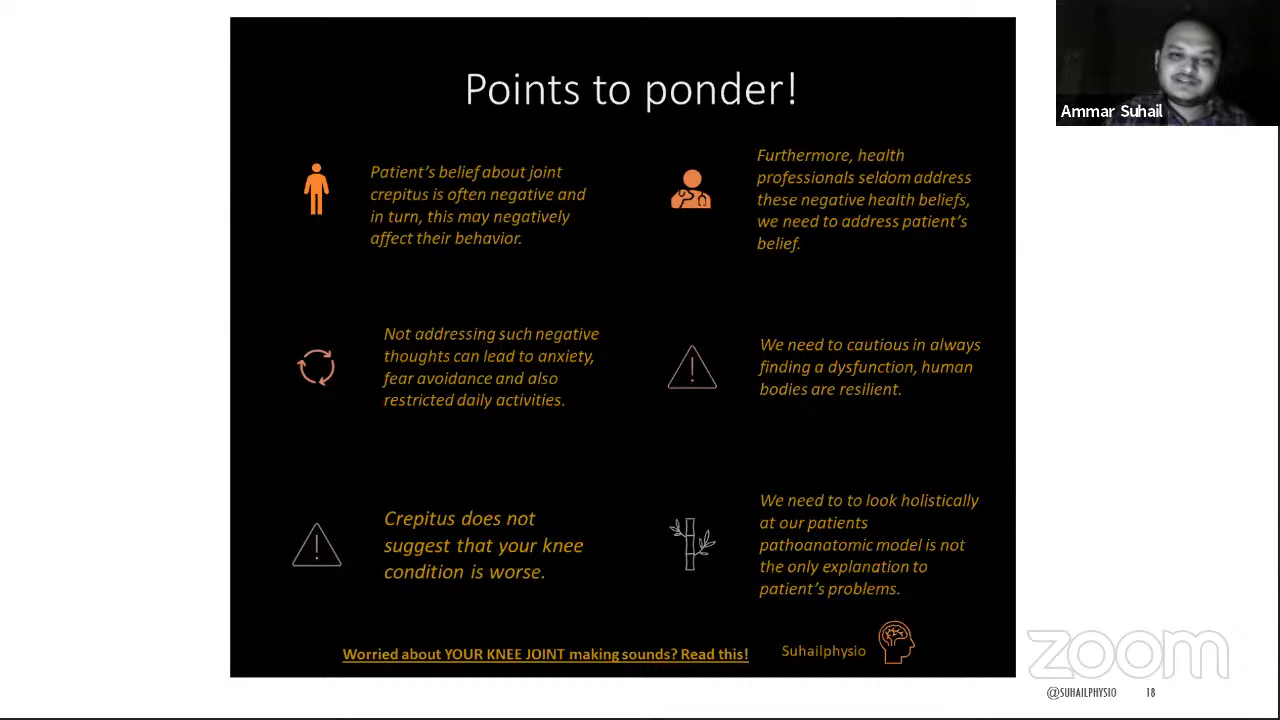 Points to ponder!
Ammar Suhail
Patient's belief about joint
crepitus is often negative and
in turn, this may negatively
affect their behavior.
Furthermore, health
professionals seldom address
these negative health beliefs,
we need to address patient's
belief.
Not addressing such negative
thoughts can lead to anxiety,
fear avoidance and also
restricted daily activities.
We need to cautious in always
finding a dysfunction, human
bodies are resilient.
Crepitus does not
suggest that your knee
condition is worse.
We need to to look holistically
at our patients
pathoanatomic model is not
the only explanation to
patient's problems.
Worried about YOUR KNEE JOINT making sounds? Read this!
Suhailphysio
zoom
@SUHAILPHYSIO 18